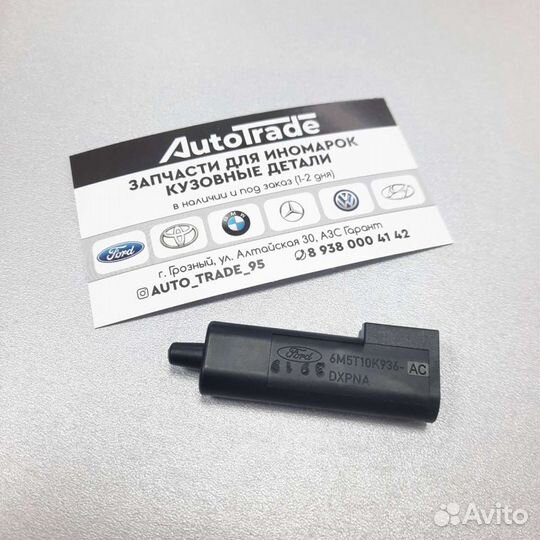 AutoTrade
ЗАПЧАСТИ ДЛЯ ИНОМАРОК
КУЗОВНЫЕ ДЕТАЛИ
в наличии и под заказ (1-2 дня)
Ford
TOYOTA
BMW
г. Грозный, ул. Алтайская 30, АЗС Гарант
AUTO_TRADE_95
8 938 000 41 42
Ford
6M5T10K936-AC
DXPNA
Avito